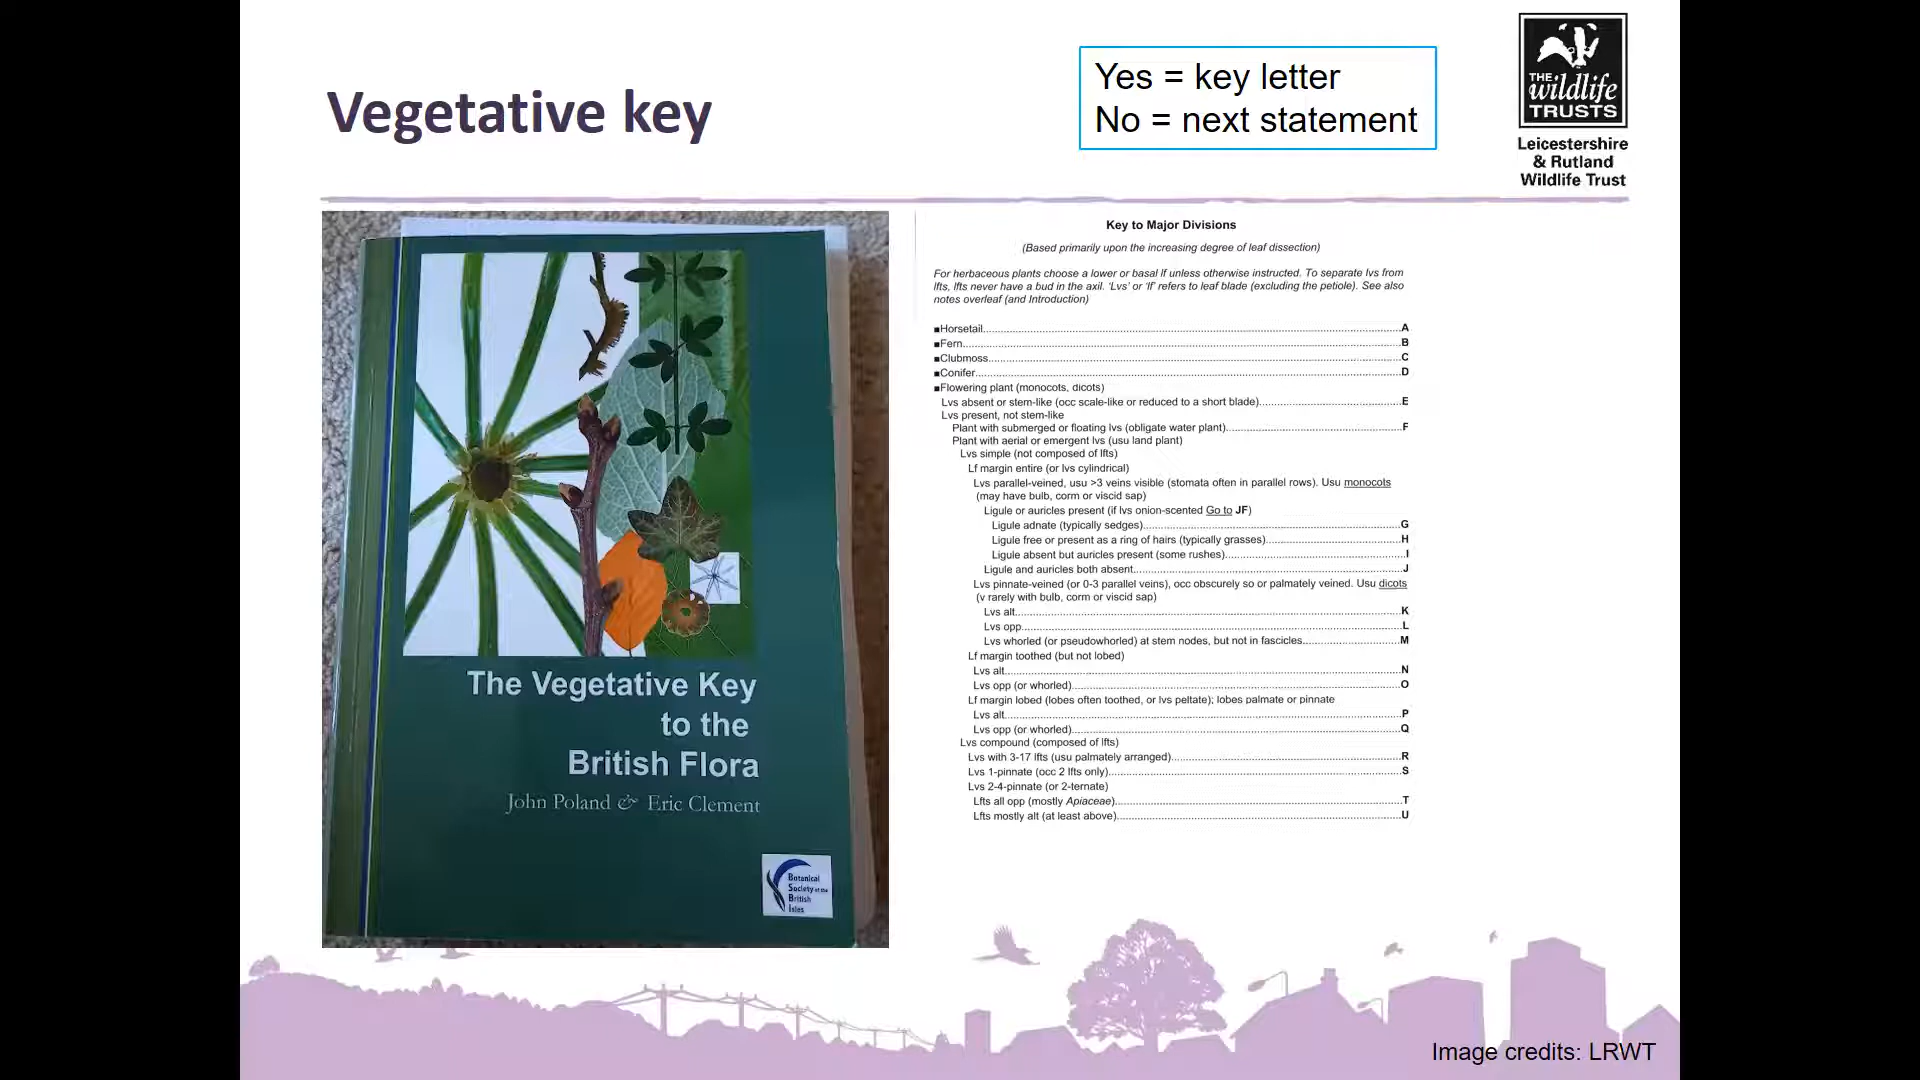 Vegetative key
Yes = key letter
No = next statement
THE
wildlife
TRUSTS
Leicestershire
& Rutland
Wildlife Trust
The Vegetative Key
to the
British Flora
John Poland & Eric Clement
Botanical
Society of the
British
Isles
Key to Major Divisions
(Based primarily upon the increasing degree of leaf dissection)
For herbaceous plants choose a lower or basal lf unless otherwise instructed. To separate lvs from
lfts, lfts never have a bud in the axil. ‘Lvs’ or ‘lf’ refers to leaf blade (excluding the petiole). See also
notes overleaf (and Introduction)
■Horsetail....................A
■Fern....................B
■Clubmoss....................C
■Conifer....................D
■Flowering plant (monocots, dicots)
Lvs absent or stem-like (occ scale-like or reduced to a short blade)....................E
Lvs present, not stem-like
Plant with submerged or floating lvs (obligate water plant)....................F
Plant with aerial or emergent lvs (usu land plant)
Lvs simple (not composed of lfts)
Lf margin entire (or lvs cylindrical)
Lvs parallel-veined, usu >3 veins visible (stomata often in parallel rows). Usu monocots
(may have bulb, corm or viscid sap)
Ligule or auricles present (if lvs onion-scented Go to JF)
Ligule adnate (typically sedges)....................G
Ligule free or present as a ring of hairs (typically grasses)....................H
Ligule absent but auricles present (some rushes)....................I
Ligule and auricles both absent....................J
Lvs pinnate-veined (or 0-3 parallel veins), occ obscurely so or palmately veined. Usu dicots
(v rarely with bulb, corm or viscid sap)
Lvs alt....................K
Lvs opp....................L
Lvs whorled (or pseudowhorled) at stem nodes, but not in fascicles....................M
Lf margin toothed (but not lobed)
Lvs alt....................N
Lvs opp (or whorled)....................O
Lf margin lobed (lobes often toothed, or lvs peltate); lobes palmate or pinnate
Lvs alt....................P
Lvs opp (or whorled)....................Q
Lvs compound (composed of lfts)
Lvs with 3-17 lfts (usu palmately arranged)....................R
Lvs 1-pinnate (occ 2 lfts only)....................S
Lvs 2-4-pinnate (or 2-ternate)
Lfts all opp (mostly Apiaceae)....................T
Lfts mostly alt (at least above)....................U
Image credits: LRWT